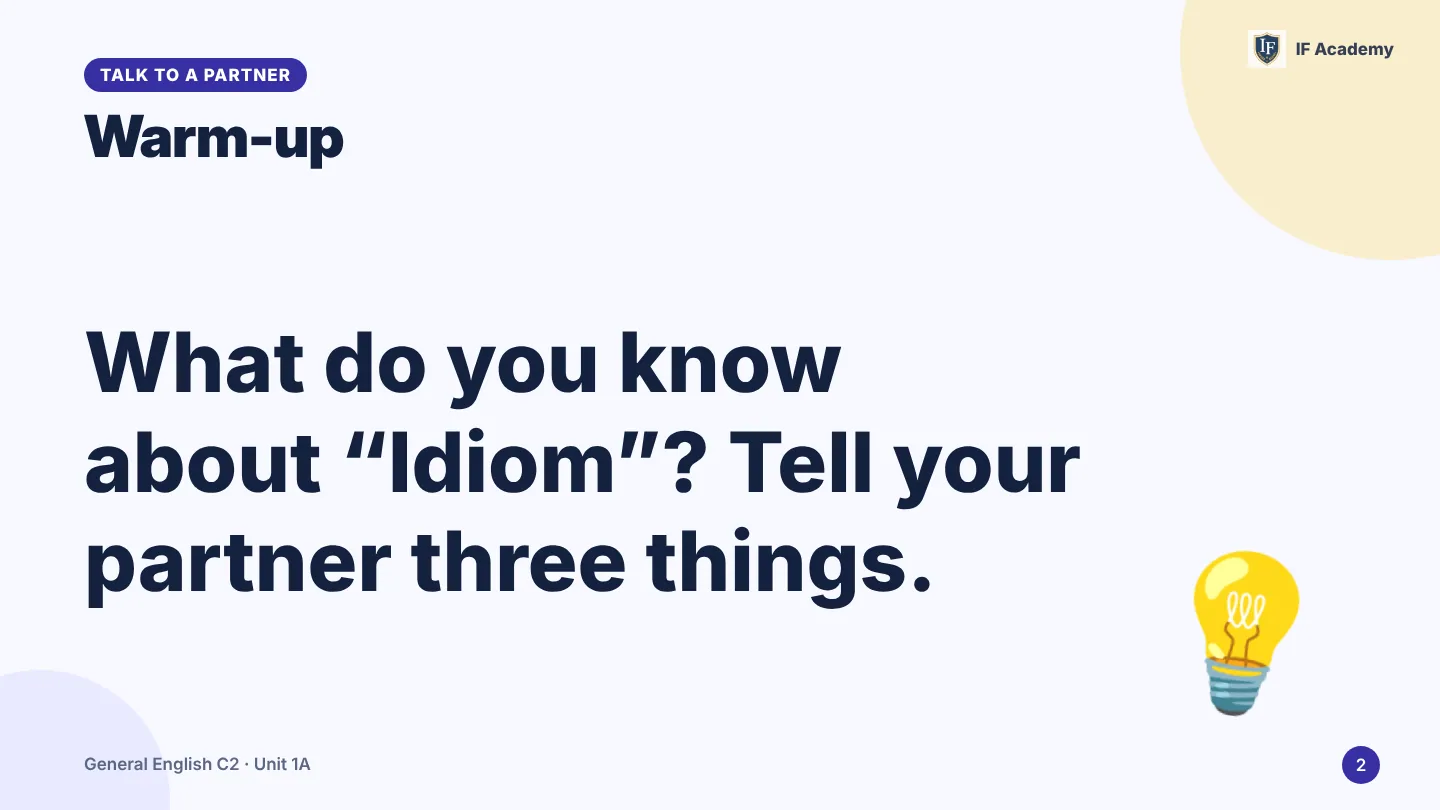 TALK TO A PARTNER
IF Academy
Warm-up
What do you know
about “Idiom”? Tell your
partner three things.
General English C2 · Unit 1A
2